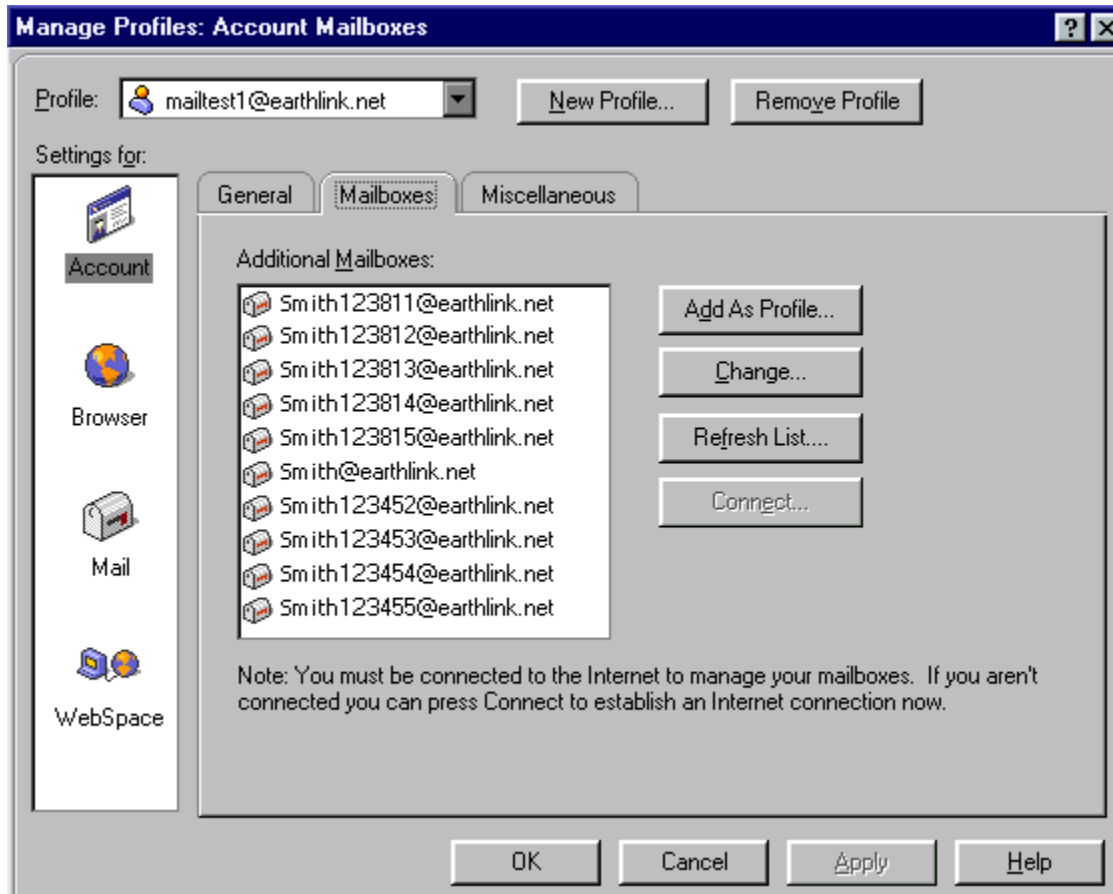 Manage Profiles: Account Mailboxes
Profile: mailtest1@earthlink.net New Profile... Remove Profile
Settings for:
General Mailboxes Miscellaneous
Account
Browser
Mail
WebSpace
Additional Mailboxes:
Smith123811@earthlink.net
Smith123812@earthlink.net
Smith123813@earthlink.net
Smith123814@earthlink.net
Smith123815@earthlink.net
Smith@earthlink.net
Smith123452@earthlink.net
Smith123453@earthlink.net
Smith123454@earthlink.net
Smith123455@earthlink.net
Add As Profile...
Change...
Refresh List....
Connect...
Note: You must be connected to the Internet to manage your mailboxes. If you aren't
connected you can press Connect to establish an Internet connection now.
OK Cancel Apply Help